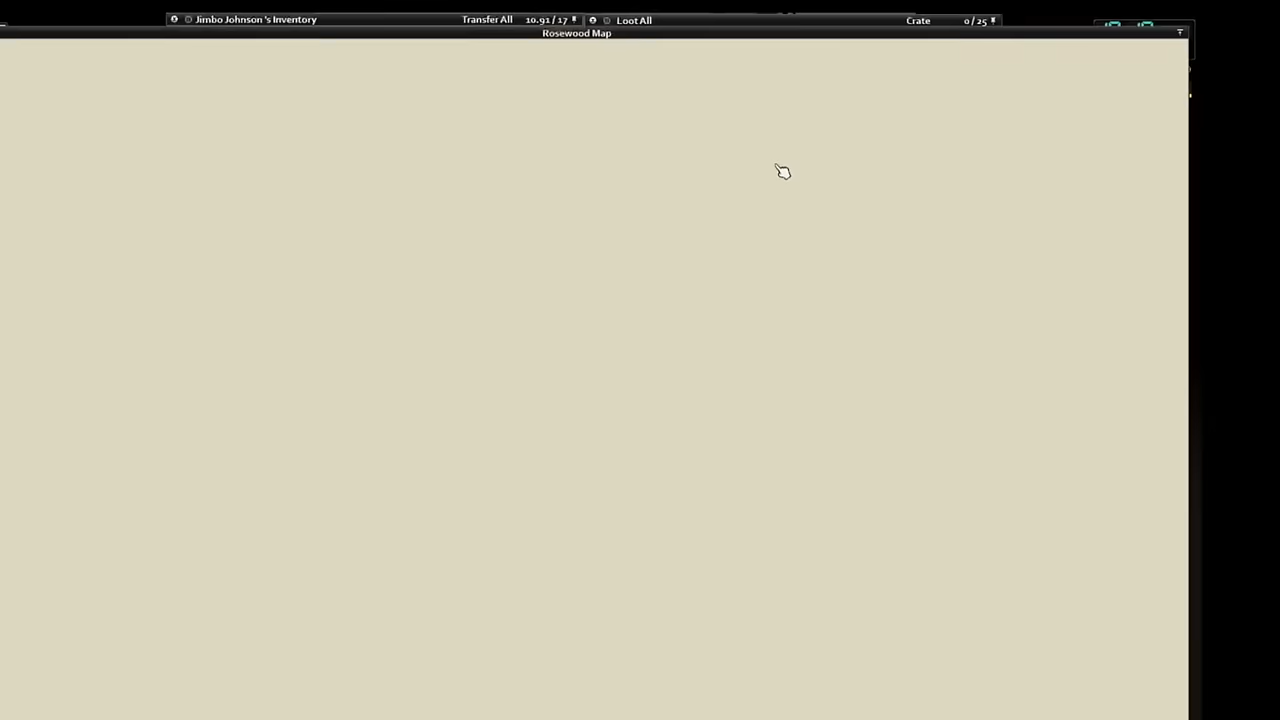 Jimbo Johnson 's Inventory Transfer All 10.91 / 17 Loot All Crate 0 / 25
Rosewood Map